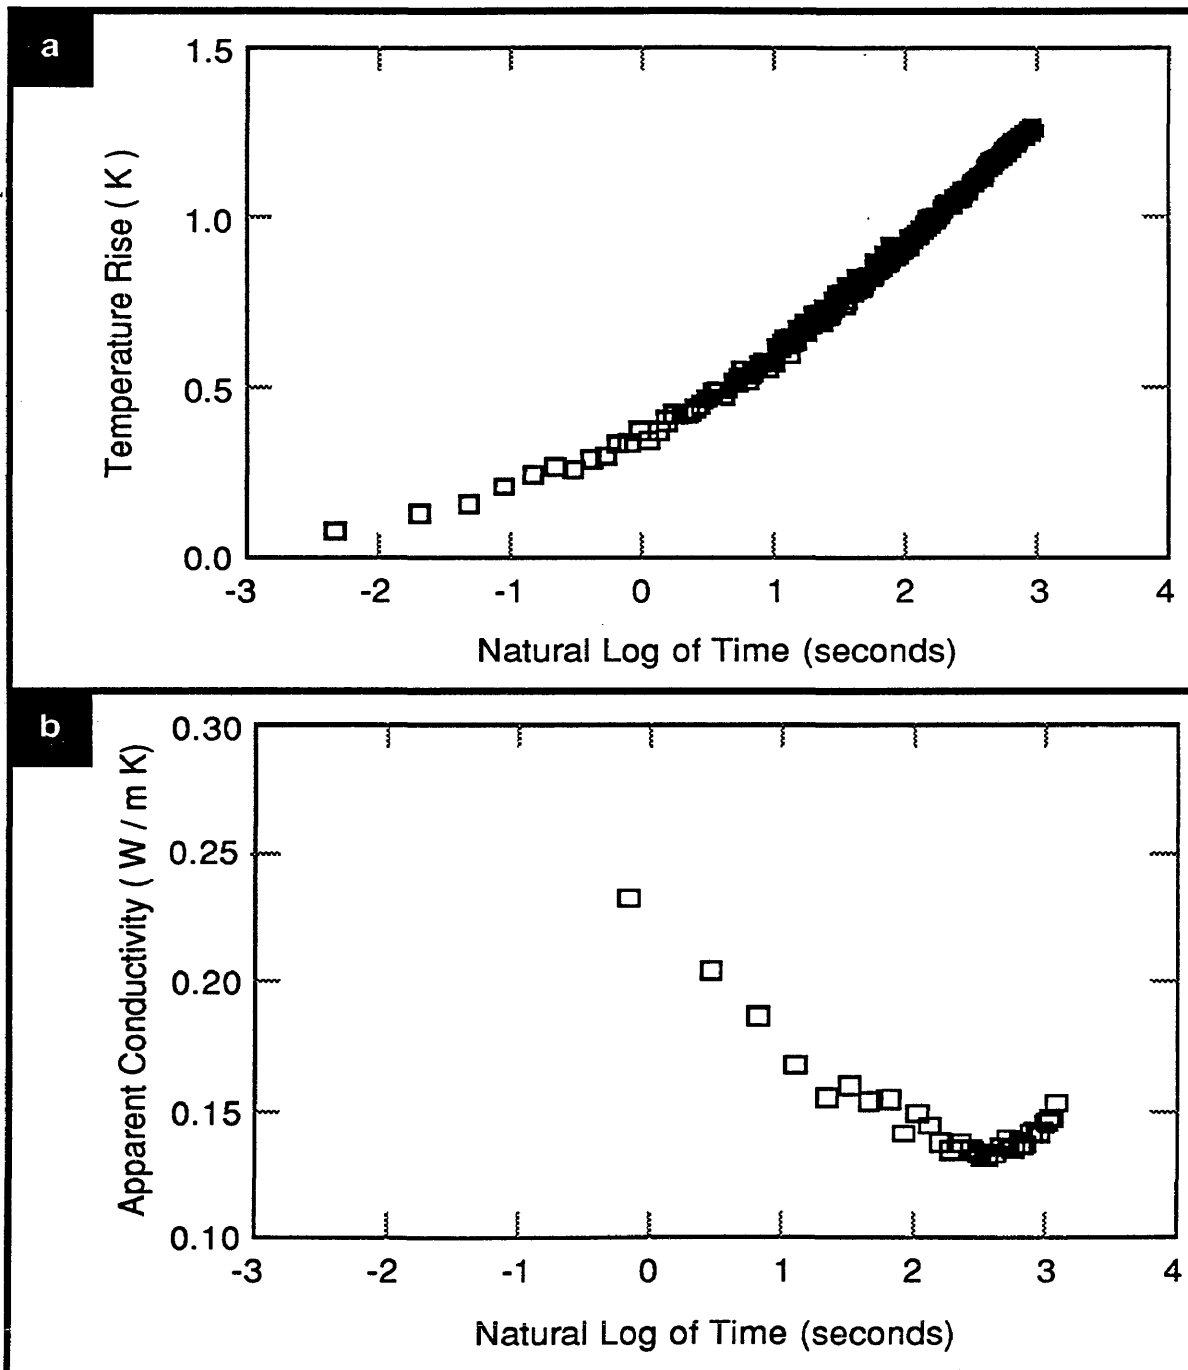 a
1.5
1.0
0.5
0.0
Temperature Rise ( K )
-3 -2 -1 0 1 2 3 4
Natural Log of Time (seconds)
b
0.30
0.25
0.20
0.15
0.10
Apparent Conductivity ( W / m K)
-3 -2 -1 0 1 2 3 4
Natural Log of Time (seconds)